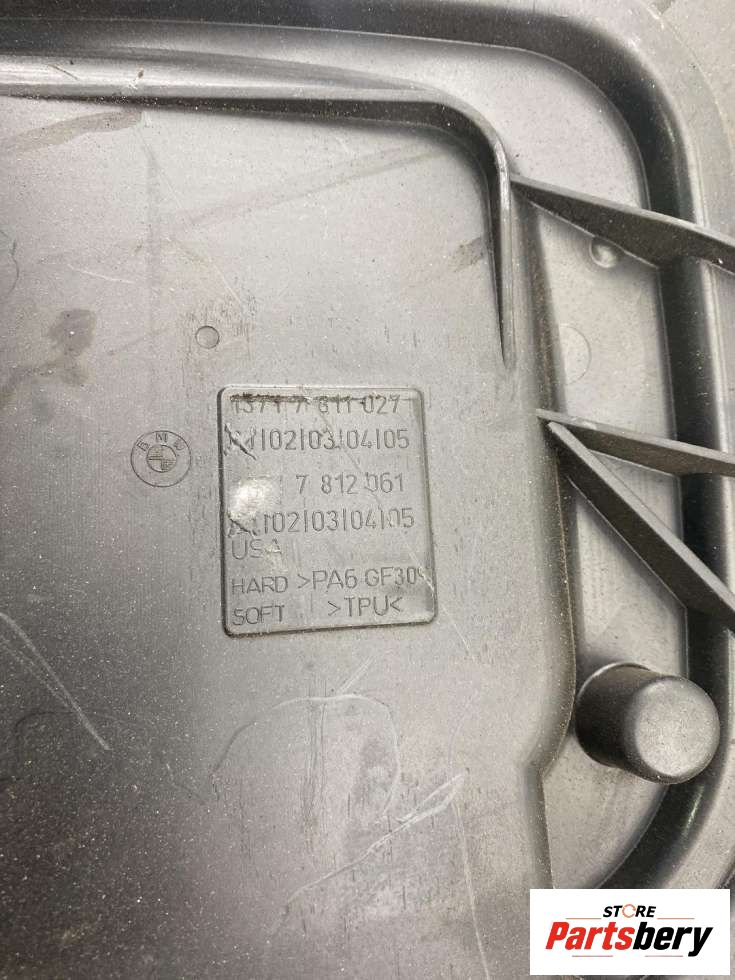 BMW
13717 7 811 027
02|03|04|05
7 812 061
02|03|04|05
USA
HARD >PA6 GF30<
SOFT >TPU<
STORE
Partsbery